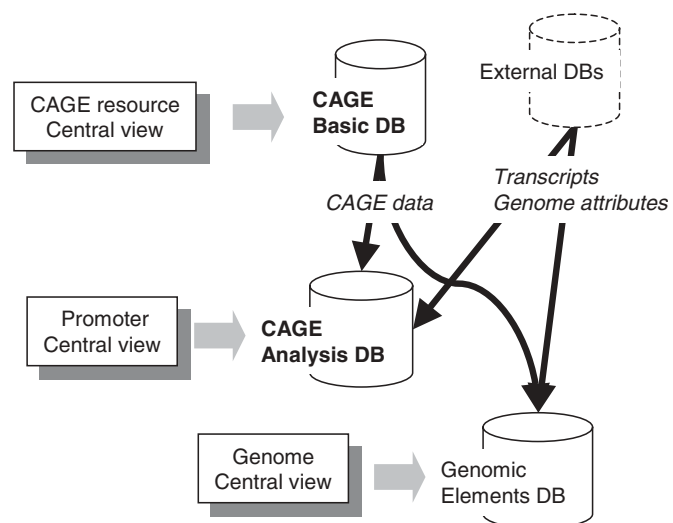 CAGE resource
Central view
CAGE
Basic DB
External DBs
CAGE data
Transcripts
Genome attributes
Promoter
Central view
CAGE
Analysis DB
Genome
Central view
Genomic
Elements DB